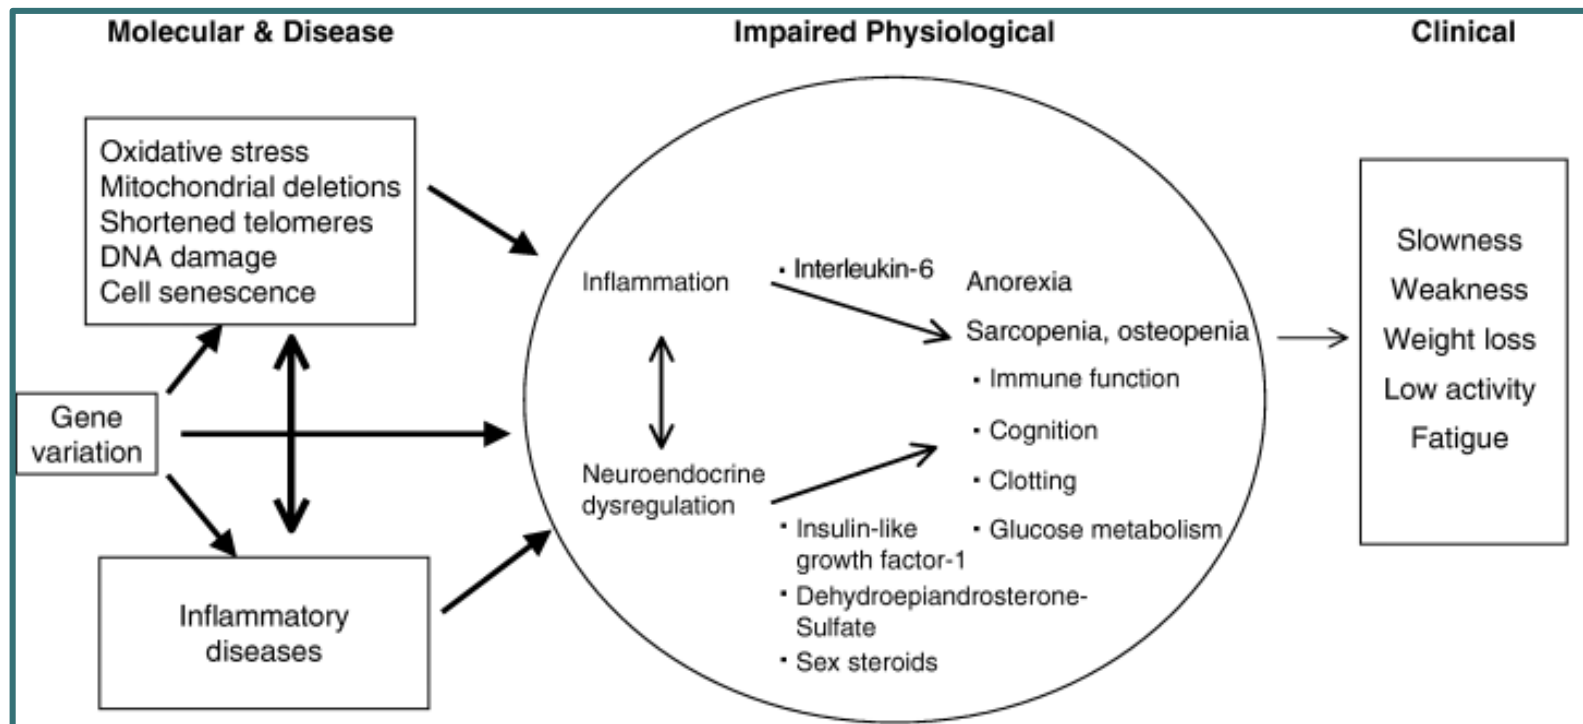 Molecular & Disease
Impaired Physiological
Clinical
Oxidative stress
Mitochondrial deletions
Shortened telomeres
DNA damage
Cell senescence
Gene
variation
Inflammatory
diseases
Inflammation
· Interleukin-6
Neuroendocrine
dysregulation
· Insulin-like
growth factor-1
· Dehydroepiandrosterone-
Sulfate
· Sex steroids
Anorexia
Sarcopenia, osteopenia
· Immune function
· Cognition
· Clotting
· Glucose metabolism
Slowness
Weakness
Weight loss
Low activity
Fatigue